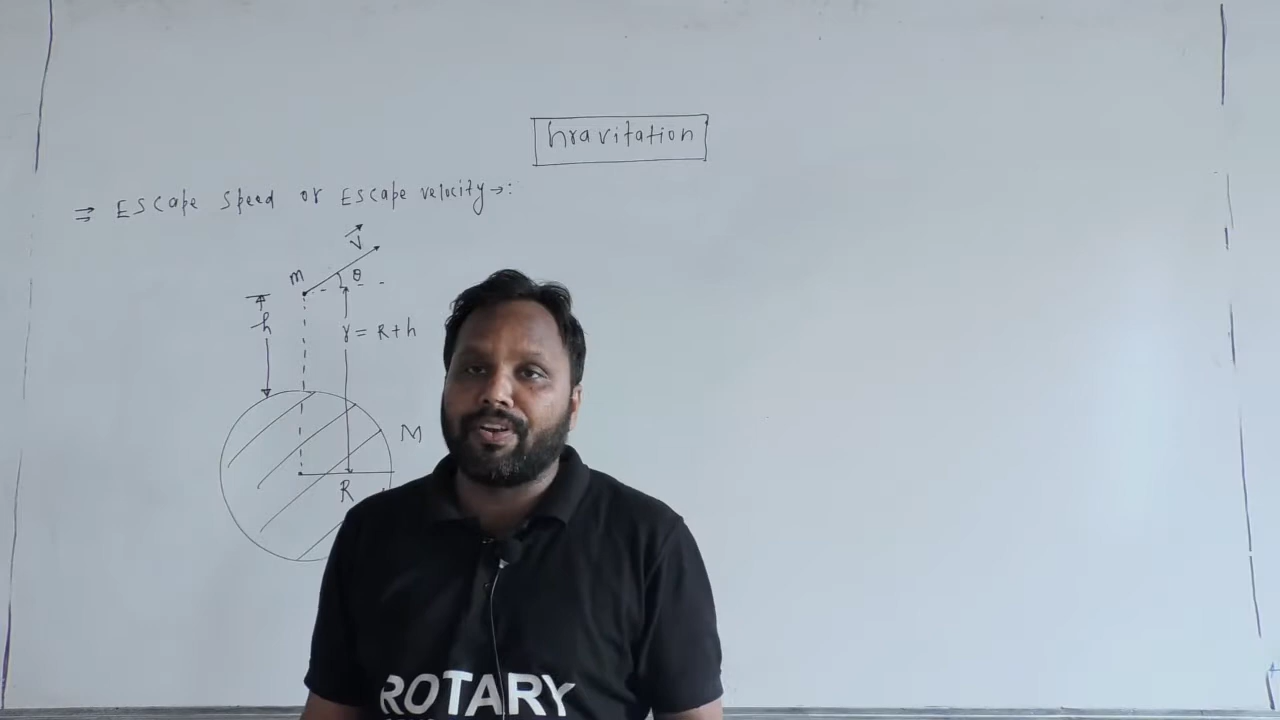 Gravitation
⇒ Escape speed or Escape velocity →:
V
m
θ
h
r = R + h
M
R
ROTARY